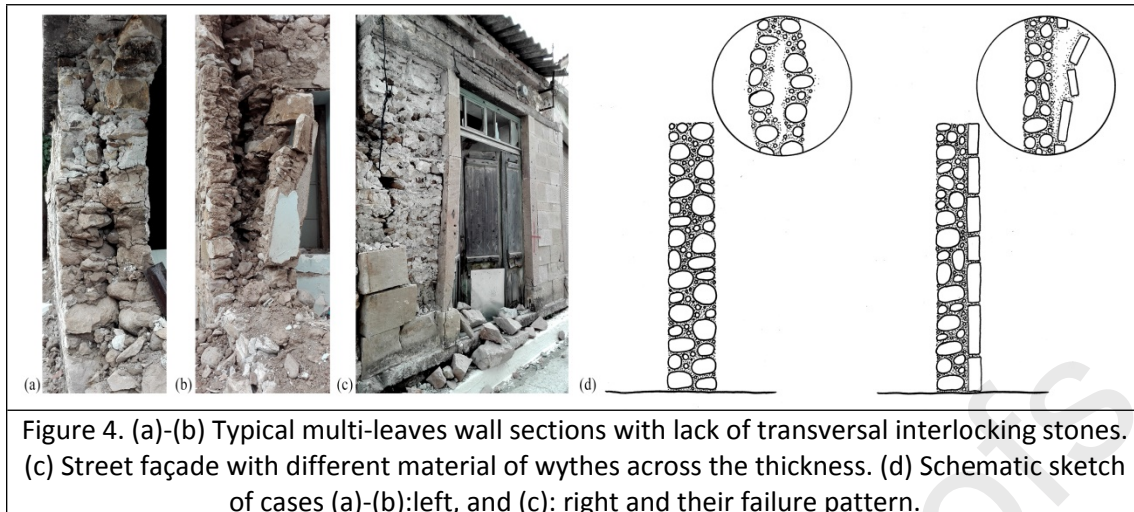 (a)
(b)
(c)
(d)
Figure 4. (a)-(b) Typical multi-leaves wall sections with lack of transversal interlocking stones.
(c) Street façade with different material of wythes across the thickness. (d) Schematic sketch
of cases (a)-(b):left, and (c): right and their failure pattern.
ofs